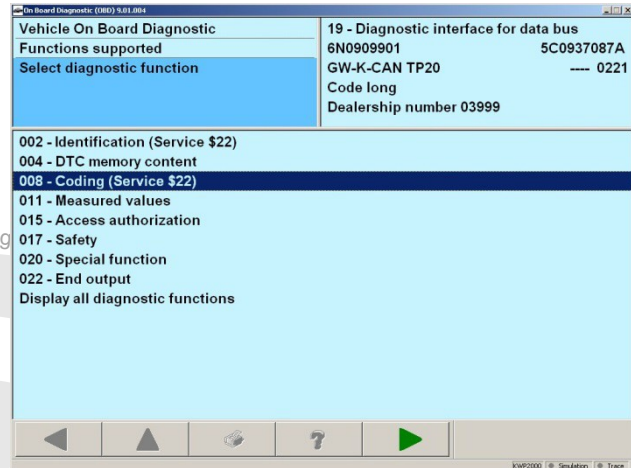 On Board Diagnostic (OBD) 9.01.004
Vehicle On Board Diagnostic
Functions supported
Select diagnostic function
19 - Diagnostic interface for data bus
6N0909901 5C0937087A
GW-K-CAN TP20 ---- 0221
Code long
Dealership number 03999
002 - Identification (Service $22)
004 - DTC memory content
008 - Coding (Service $22)
011 - Measured values
015 - Access authorization
017 - Safety
020 - Special function
022 - End output
Display all diagnostic functions
?
KWP2000 Simulation Trace